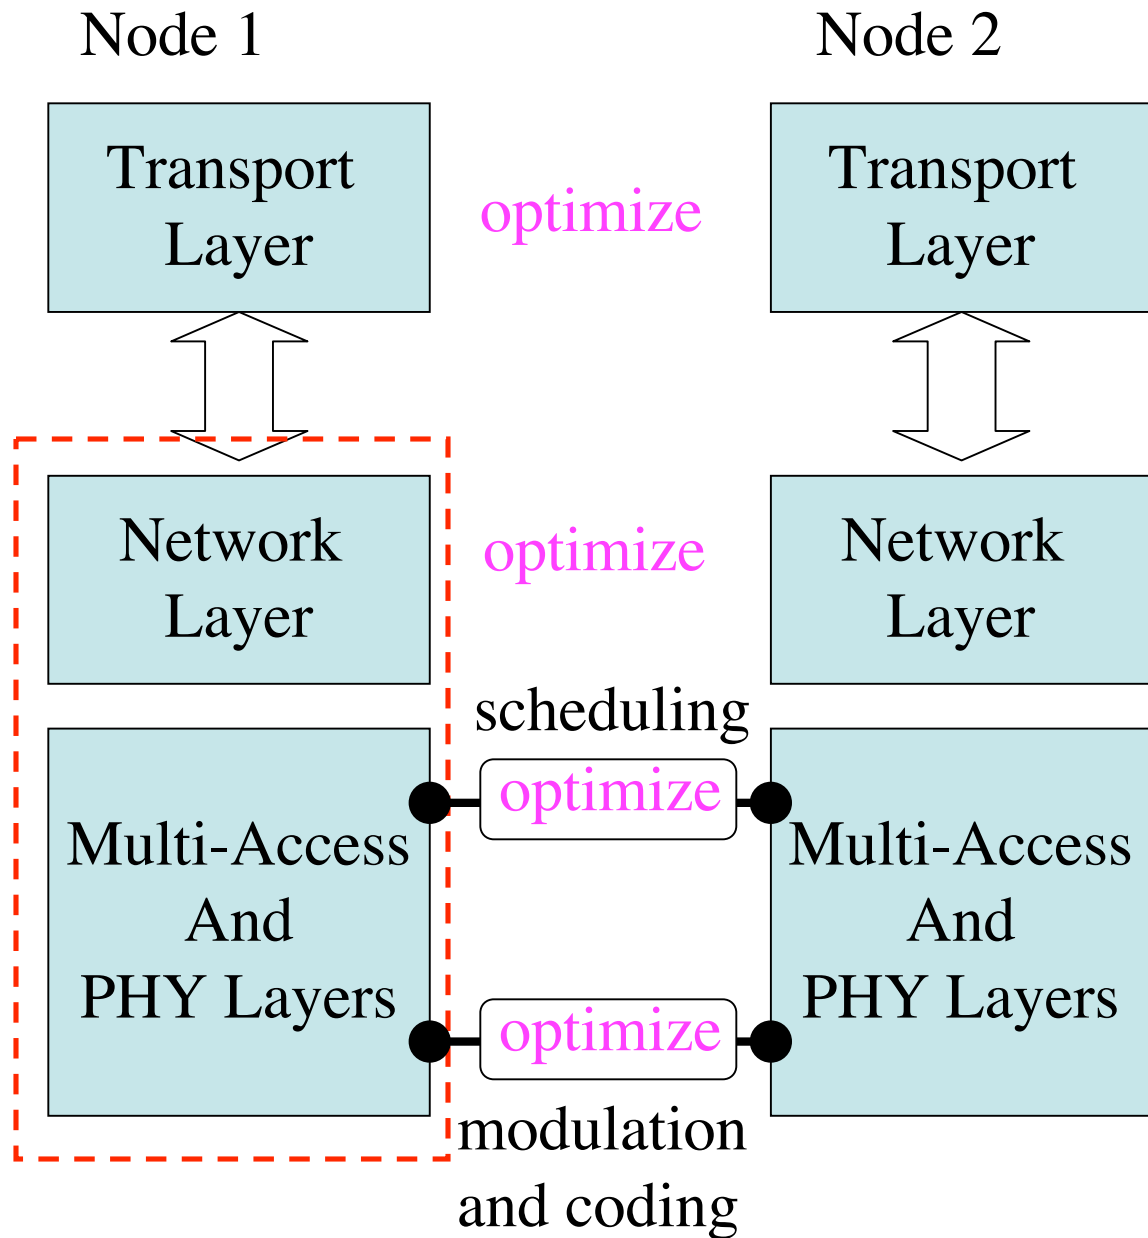 Node 1
Node 2
Transport
Layer
optimize
Transport
Layer
Network
Layer
optimize
Network
Layer
scheduling
optimize
Multi-Access
And
PHY Layers
Multi-Access
And
PHY Layers
optimize
modulation
and coding